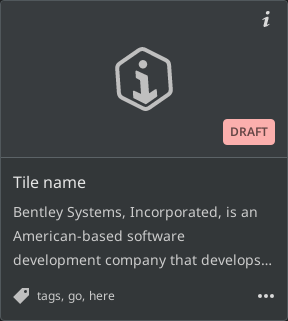 DRAFT
Tile name
Bentley Systems, Incorporated, is an
American-based software
development company that develops...
tags, go, here